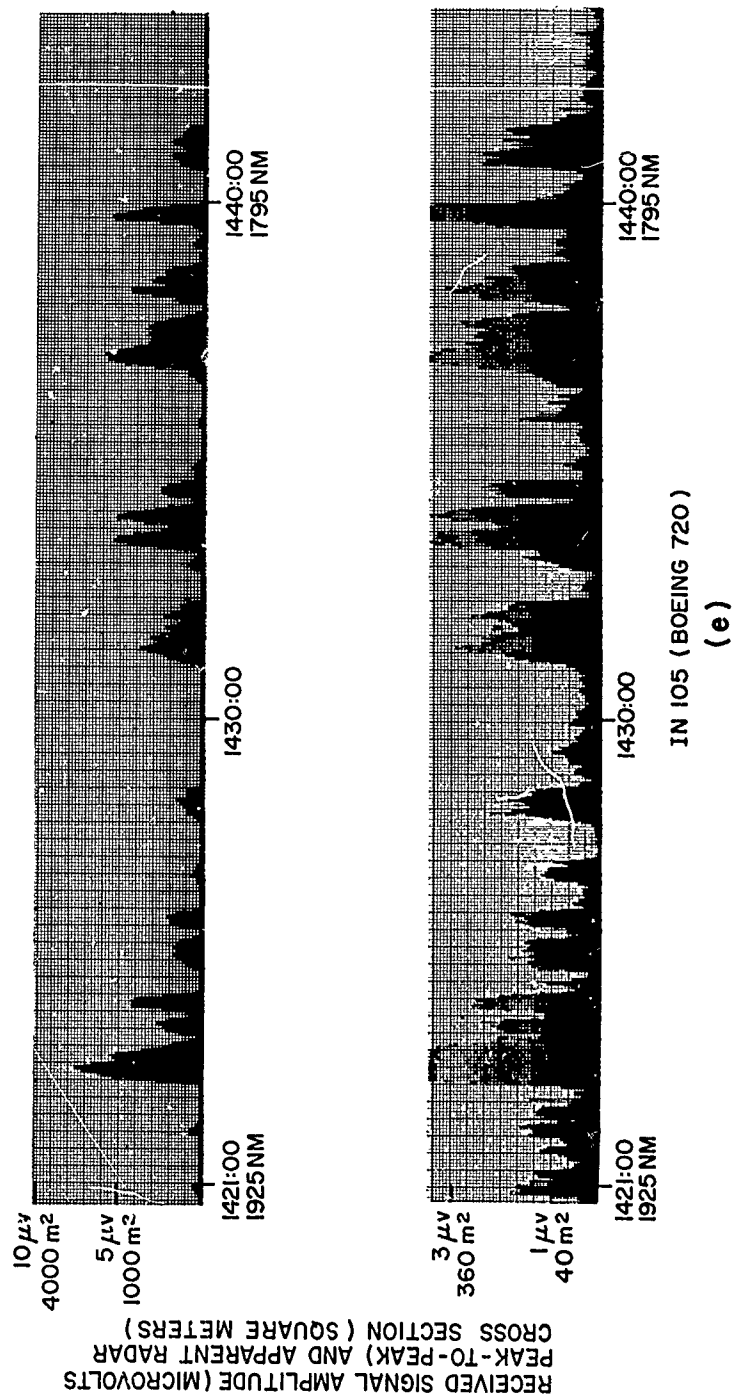 RECEIVED SIGNAL AMPLITUDE (MICROVOLTS
PEAK-TO-PEAK) AND APPARENT RADAR
CROSS SECTION (SQUARE METERS)
10 μv
4000 m²
5 μv
1000 m²
1421:00
1925 NM
1430:00
1440:00
1795 NM
3 μv
360 m²
1 μv
40 m²
1421:00
1925 NM
1430:00
1440:00
1795 NM
IN 105 (BOEING 720)
(e)